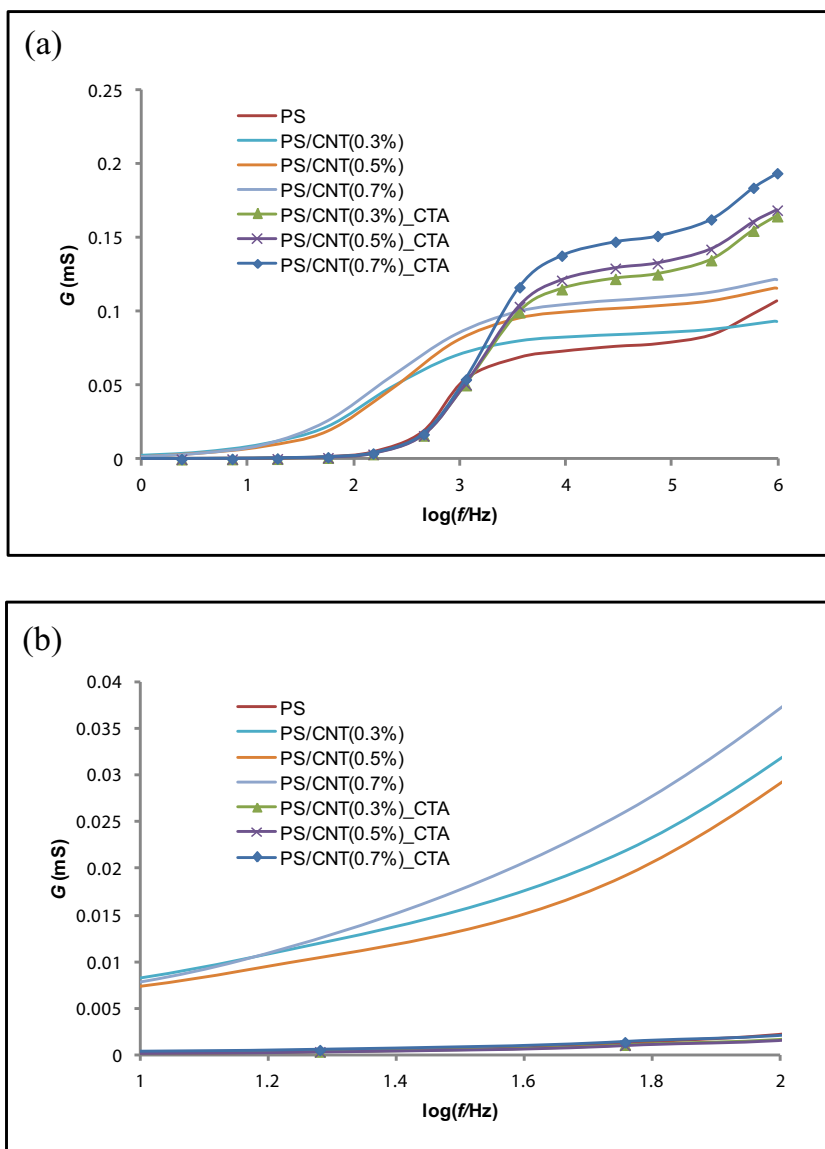 (a)
0.25
0.2
0.15
0.1
0.05
0
G (mS)
PS
PS/CNT(0.3%)
PS/CNT(0.5%)
PS/CNT(0.7%)
PS/CNT(0.3%)_CTA
PS/CNT(0.5%)_CTA
PS/CNT(0.7%)_CTA
0 1 2 3 4 5 6
log(f/Hz)
(b)
0.04
0.035
0.03
0.025
0.02
0.015
0.01
0.005
0
G (mS)
PS
PS/CNT(0.3%)
PS/CNT(0.5%)
PS/CNT(0.7%)
PS/CNT(0.3%)_CTA
PS/CNT(0.5%)_CTA
PS/CNT(0.7%)_CTA
1 1.2 1.4 1.6 1.8 2
log(f/Hz)